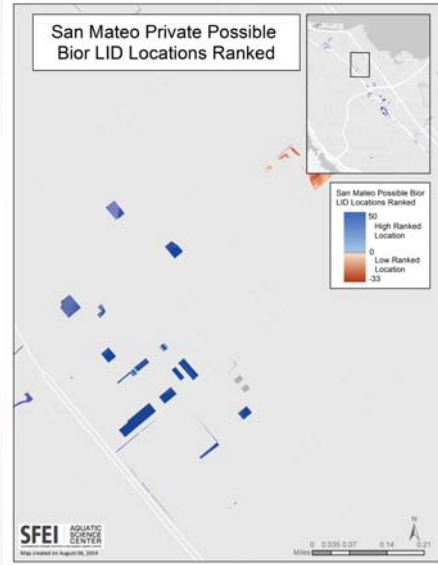 San Mateo Private Possible
Bior LID Locations Ranked
San Mateo Possible Bior
LID Locations Ranked
50
High Ranked
Location
0
Low Ranked
Location
-33
SFEI
AQUATIC
SCIENCE
CENTER
Map created on August 06, 2014
N
0 0.035 0.07 0.14 0.21
Miles